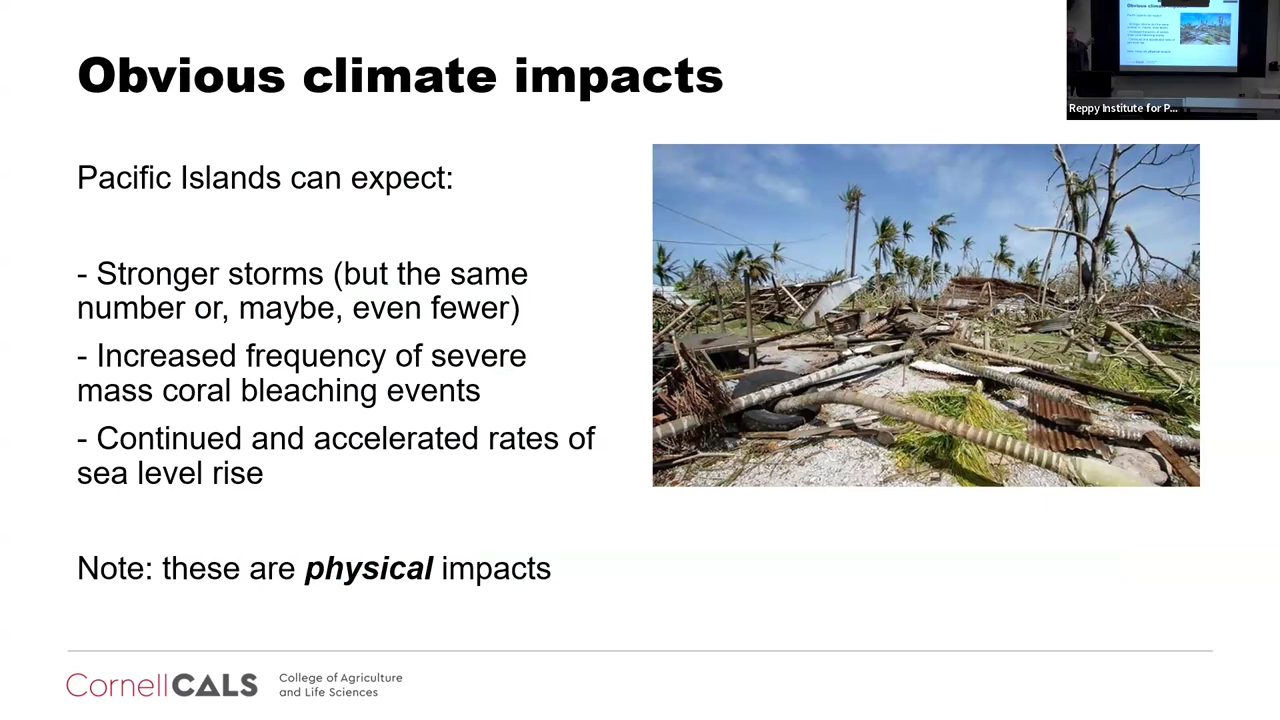 Obvious climate impacts
Reppy Institute for P...
Pacific Islands can expect:
- Stronger storms (but the same
number or, maybe, even fewer)
- Increased frequency of severe
mass coral bleaching events
- Continued and accelerated rates of
sea level rise
Note: these are physical impacts
CornellCALS
College of Agriculture
and Life Sciences